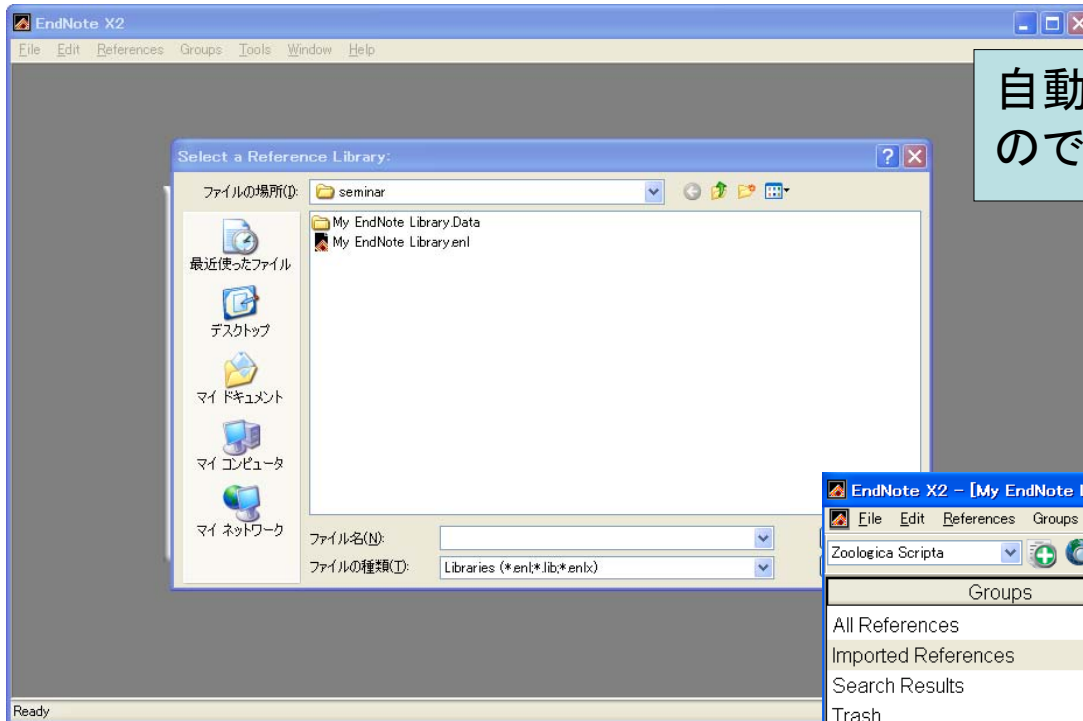 EndNote X2
File Edit References Groups Tools Window Help
自動
ので
Select a Reference Library:
ファイルの場所(I): seminar
My EndNote Library.Data
My EndNote Library.enl
最近使ったファイル
デスクトップ
マイ ドキュメント
マイ コンピュータ
マイ ネットワーク
ファイル名(N):
ファイルの種類(T): Libraries (*.enl;*.lib;*.enlx)
EndNote X2 - [My EndNote
File Edit References Groups
Zoologica Scripta
Groups
All References
Imported References
Search Results
Trash
Ready